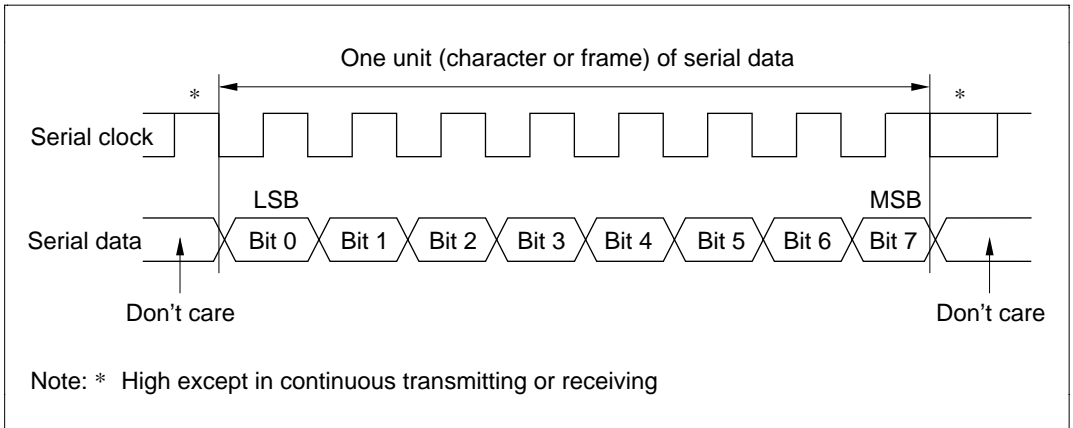 One unit (character or frame) of serial data
* *
Serial clock
LSB MSB
Serial data Bit 0 Bit 1 Bit 2 Bit 3 Bit 4 Bit 5 Bit 6 Bit 7
Don't care Don't care
Note: * High except in continuous transmitting or receiving